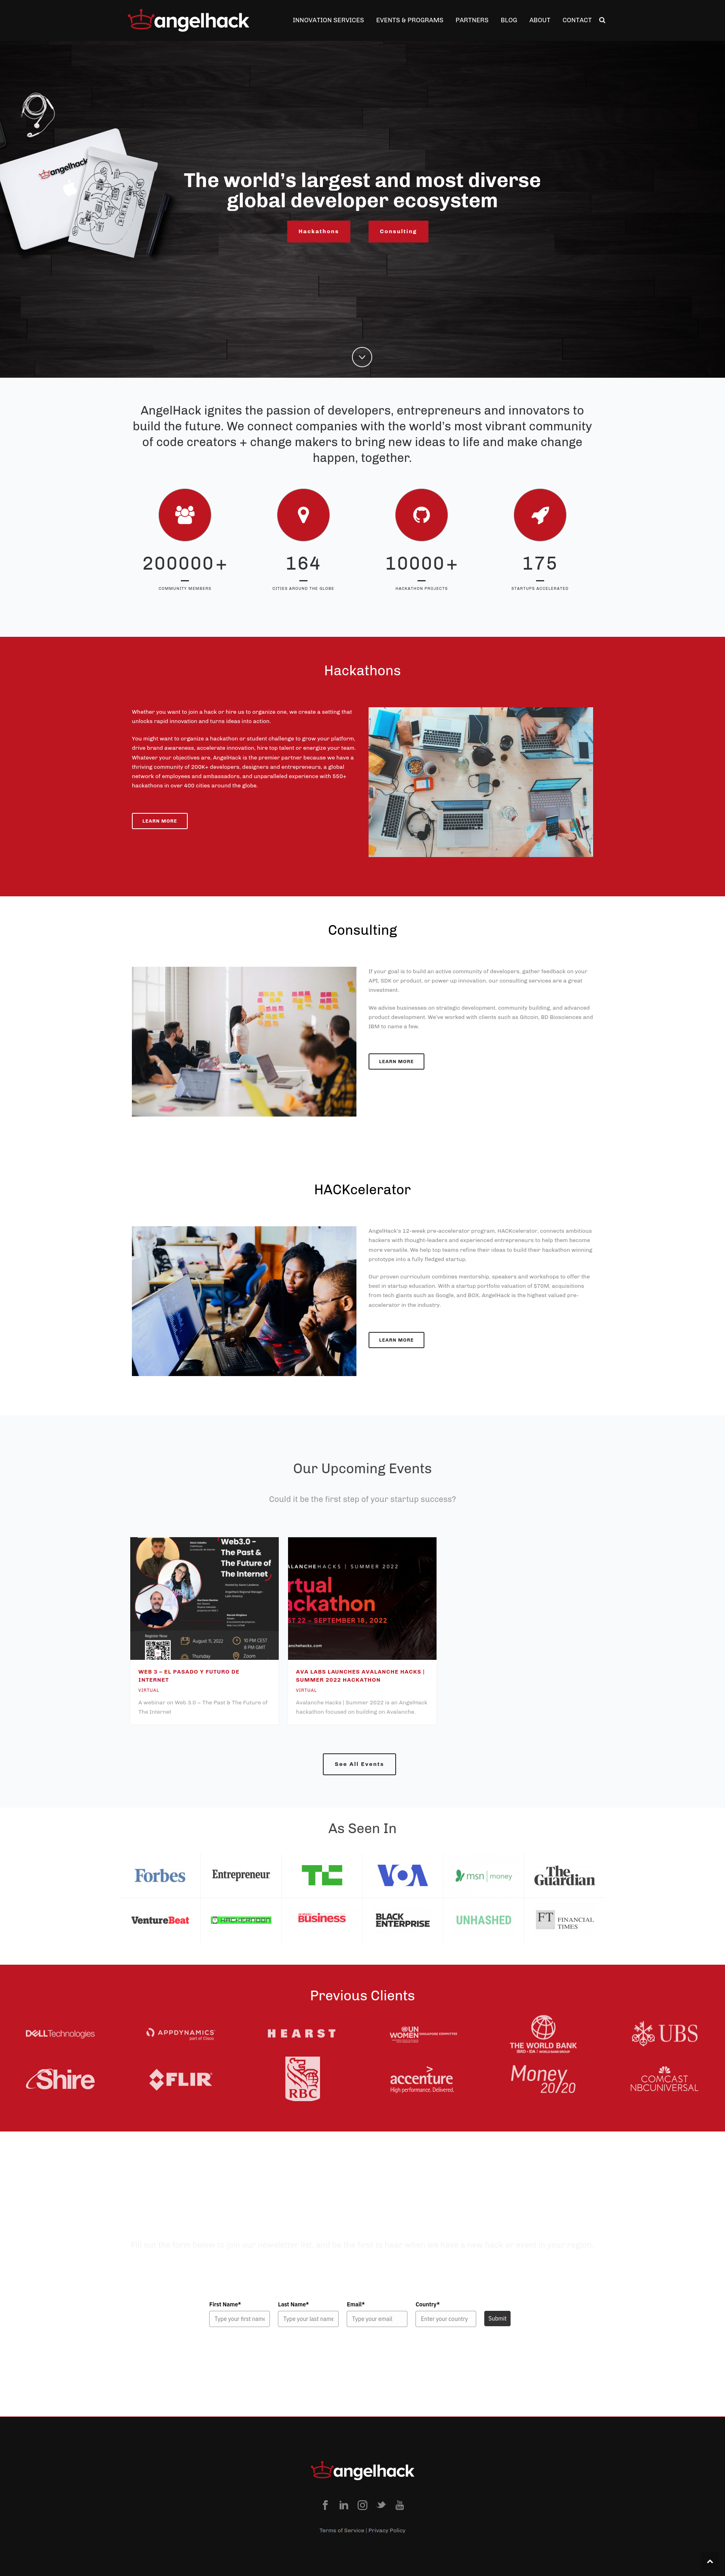 angelhack
INNOVATION SERVICES EVENTS & PROGRAMS PARTNERS BLOG ABOUT CONTACT
angelhack
The world's largest and most diverse
global developer ecosystem
Hackathons Consulting
AngelHack ignites the passion of developers, entrepreneurs and innovators to
build the future. We connect companies with the world's most vibrant community
of code creators + change makers to bring new ideas to life and make change
happen, together.
200000+ 164 10000+ 175
COMMUNITY MEMBERS CITIES AROUND THE GLOBE HACKATHON PROJECTS STARTUPS ACCELERATED
Hackathons
Whether you want to join a hack or hire us to organize one, we create a setting that
unlocks rapid innovation and turns ideas into action.
You might want to organize a hackathon or student challenge to grow your platform,
drive brand awareness, accelerate innovation, hire top talent or energize your team.
Whatever your objectives are, AngelHack is the premier partner because we have a
thriving community of 200K+ developers, designers and entrepreneurs, a global
network of employees and ambassadors, and unparalleled experience with 550+
hackathons in over 400 cities around the globe.
LEARN MORE
Consulting
If your goal is to build an active community of developers, gather feedback on your
API, SDK or product, or power up innovation, our consulting services are a great
investment.
We advise businesses on strategic development, community building, and advanced
product development. We've worked with clients such as Gitcoin, BD Biosciences and
IBM to name a few.
LEARN MORE
HACKcelerator
AngelHack's 12-week pre-accelerator program, HACKcelerator, connects ambitious
hackers with thought-leaders and experienced entrepreneurs to help them become
more versatile. We help top teams refine their ideas to build their hackathon winning
prototype into a fully fledged startup.
Our proven curriculum combines mentorship, speakers and workshops to offer the
best in startup education. With a startup portfolio valuation of $70M, acquisitions
from tech giants such as Google, and BOX, AngelHack is the highest valued pre-
accelerator in the industry.
LEARN MORE
Our Upcoming Events
Could it be the first step of your startup success?
Web3.0 -
The Past &
The Future of
The Internet
Register Now
August 11, 2022
10 PM CEST
8 PM GMT
Thursday
Zoom
WEB 3 – EL PASADO Y FUTURO DE
INTERNET
VIRTUAL
A webinar on Web 3.0 – The Past & The Future of
The Internet
ALANCHEHACKS | SUMMER 2022
rtual
ackathon
ST 22 – SEPTEMBER 18, 2022
anchehacks.com
AVA LABS LAUNCHES AVALANCHE HACKS |
SUMMER 2022 HACKATHON
VIRTUAL
Avalanche Hacks | Summer 2022 is an AngelHack
hackathon focused on building on Avalanche.
See All Events
As Seen In
Forbes Entrepreneur TC VOA msn money The Guardian
VentureBeat HACKERNOON Business BLACK ENTERPRISE UNHASHED FT FINANCIAL TIMES
Previous Clients
DELL Technologies APPDYNAMICS part of Cisco HEARST UN WOMEN SINGAPORE COMMITTEE THE WORLD BANK IBRD • IDA | WORLD BANK GROUP UBS
Shire FLIR RBC accenture High performance. Delivered. Money 20/20 COMCAST NBCUNIVERSAL
First Name* Last Name* Email* Country*
Type your first name Type your last name Type your email Enter your country Submit
angelhack
Terms of Service | Privacy Policy